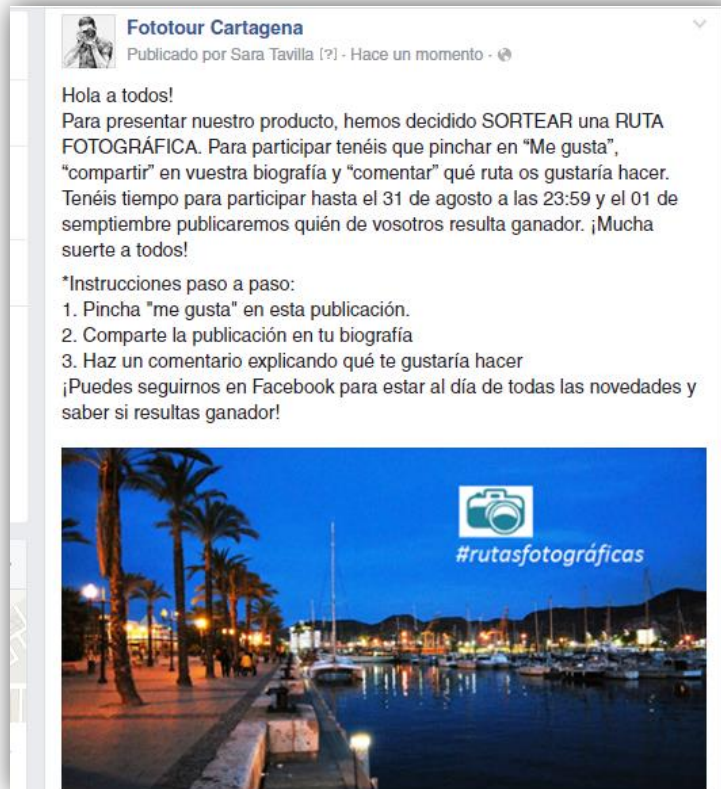 Fototour Cartagena
Publicado por Sara Tavilla [?] · Hace un momento ·
Hola a todos!
Para presentar nuestro producto, hemos decidido SORTEAR una RUTA
FOTOGRÁFICA. Para participar tenéis que pinchar en “Me gusta”,
“compartir” en vuestra biografía y “comentar” qué ruta os gustaría hacer.
Tenéis tiempo para participar hasta el 31 de agosto a las 23:59 y el 01 de
semptiembre publicaremos quién de vosotros resulta ganador. ¡Mucha
suerte a todos!
*Instrucciones paso a paso:
1. Pincha "me gusta" en esta publicación.
2. Comparte la publicación en tu biografía
3. Haz un comentario explicando qué te gustaría hacer
¡Puedes seguirnos en Facebook para estar al día de todas las novedades y
saber si resultas ganador!
#rutasfotográficas